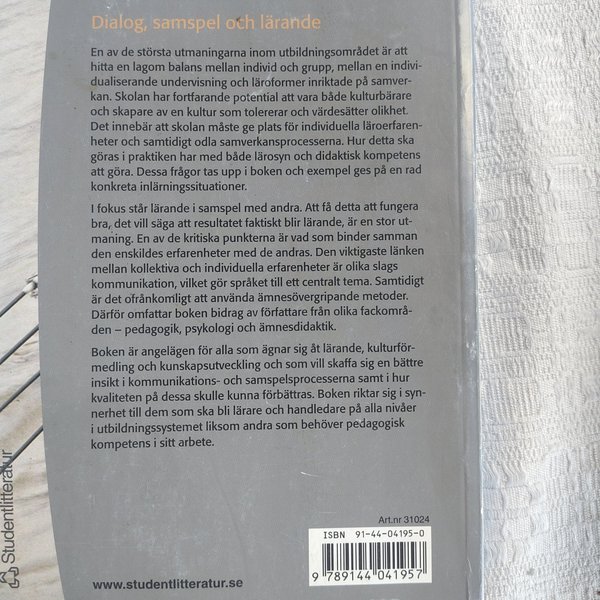 Dialog, samspel och lärande
En av de största utmaningarna inom utbildningsområdet är att
hitta en lagom balans mellan individ och grupp, mellan en indivi-
dualiserande undervisning och läroformer inriktade på samver-
kan. Skolan har fortfarande potential att vara både kulturbärare
och skapare av en kultur som tolererar och värdesätter olikhet.
Det innebär att skolan måste ge plats för individuella läroerfaren-
heter och samtidigt odla samverkansprocesserna. Hur detta ska
göras i praktiken har med både lärosyn och didaktisk kompetens
att göra. Dessa frågor tas upp i boken och exempel ges på en rad
konkreta inlärningssituationer.
I fokus står lärande i samspel med andra. Att få detta att fungera
bra, det vill säga att resultatet faktiskt blir lärande, är en stor ut-
maning. En av de kritiska punkterna är vad som binder samman
den enskildes erfarenheter med de andras. Den viktigaste länken
mellan kollektiva och individuella erfarenheter är olika slags
kommunikation, vilket gör språket till ett centralt tema. Samtidigt
är det ofrånkomligt att använda ämnesövergripande metoder.
Därför omfattar boken bidrag av författare från olika fackområ-
den – pedagogik, psykologi och ämnesdidaktik.
Boken är angelägen för alla som ägnar sig åt lärande, kulturför-
medling och kunskapsutveckling och som vill skaffa sig en bättre
insikt i kommunikations- och samspelsprocesserna samt i hur
kvaliteten på dessa skulle kunna förbättras. Boken riktar sig i syn-
nerhet till dem som ska bli lärare och handledare på alla nivåer
i utbildningssystemet liksom andra som behöver pedagogisk
kompetens i sitt arbete.
Studentlitteratur
Art.nr 31024
ISBN 91-44-04195-0
9 789144 041957
www.studentlitteratur.se